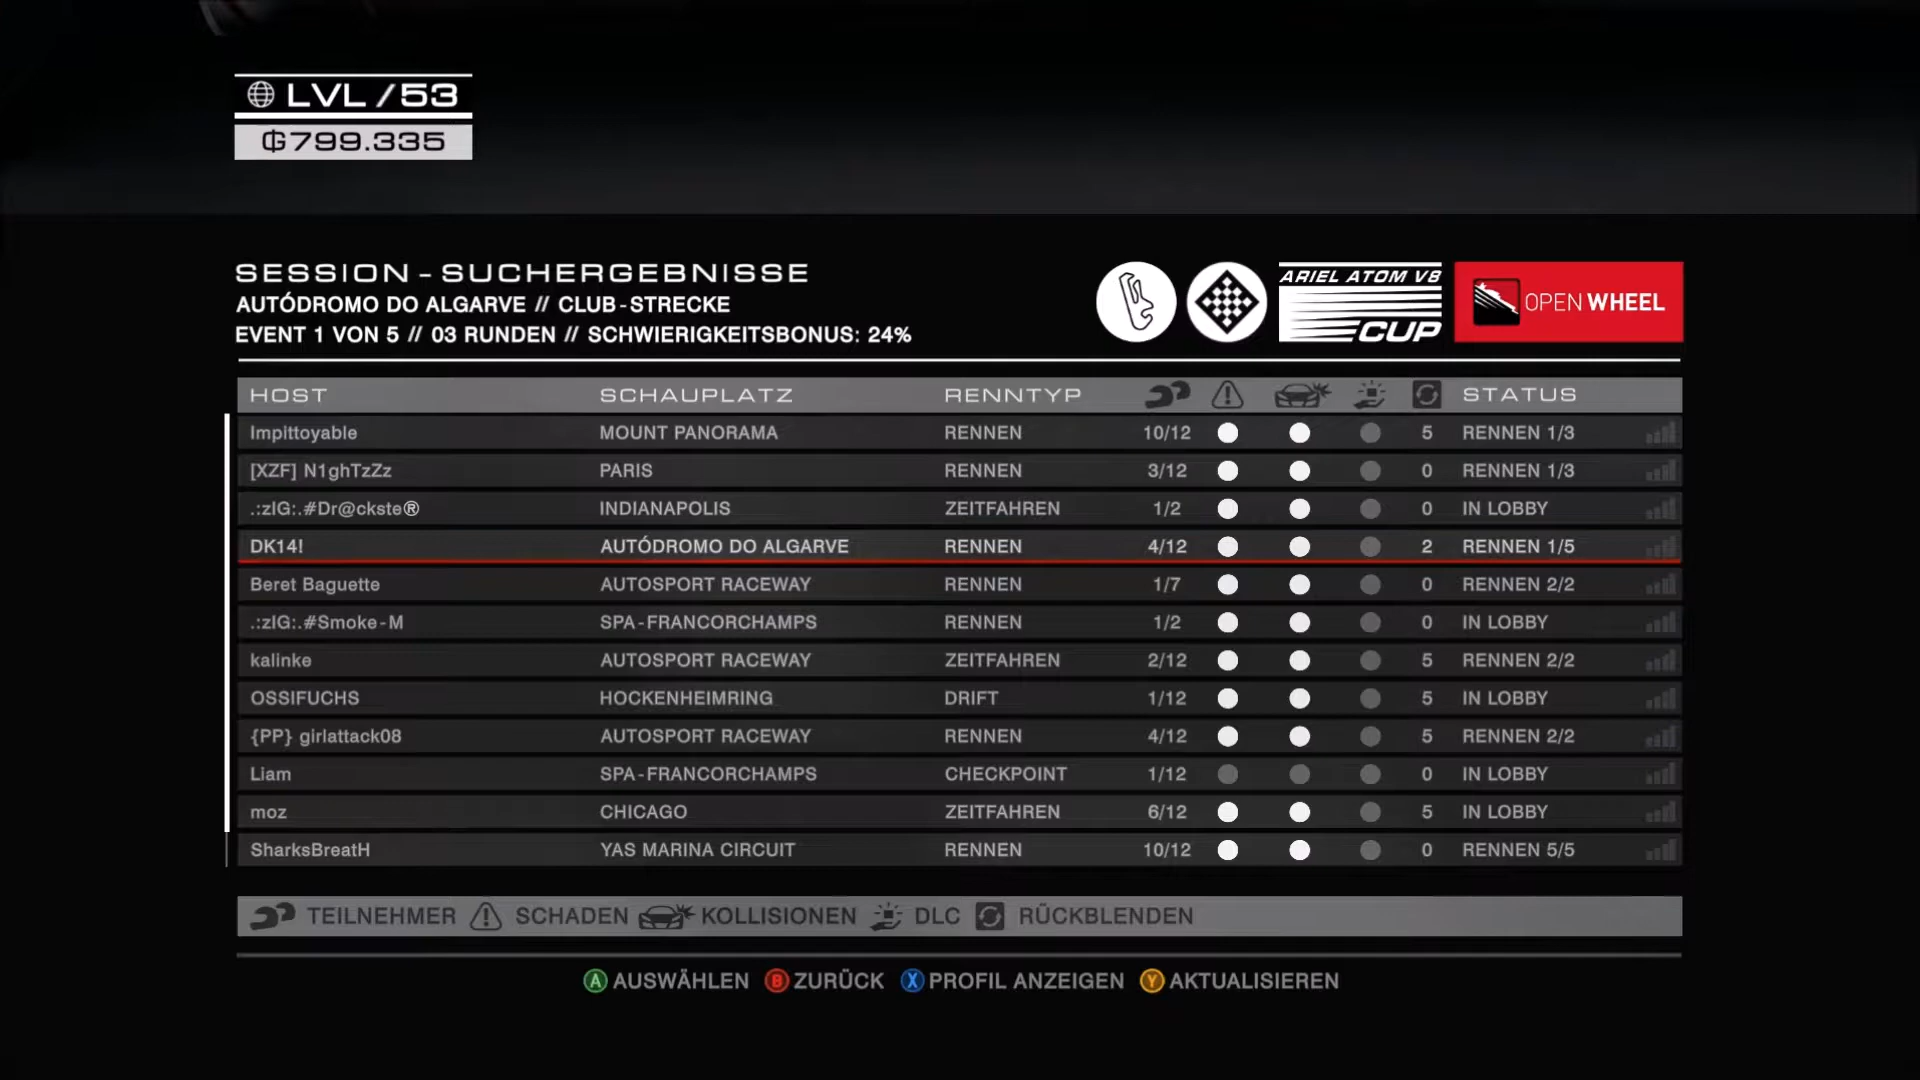 LVL/53
₲799.335
SESSION - SUCHERGEBNISSE
AUTÓDROMO DO ALGARVE // CLUB-STRECKE
EVENT 1 VON 5 // 03 RUNDEN // SCHWIERIGKEITSBONUS: 24%
ARIEL ATOM V8
CUP
OPEN WHEEL
HOST SCHAUPLATZ RENNTYP STATUS
Impittoyable MOUNT PANORAMA RENNEN 10/12 5 RENNEN 1/3
[XZF] N1ghTzZz PARIS RENNEN 3/12 0 RENNEN 1/3
.:zIG:.#Dr@ckste® INDIANAPOLIS ZEITFAHREN 1/2 0 IN LOBBY
DK14! AUTÓDROMO DO ALGARVE RENNEN 4/12 2 RENNEN 1/5
Beret Baguette AUTOSPORT RACEWAY RENNEN 1/7 0 RENNEN 2/2
.:zIG:.#Smoke-M SPA-FRANCORCHAMPS RENNEN 1/2 0 IN LOBBY
kalinke AUTOSPORT RACEWAY ZEITFAHREN 2/12 5 RENNEN 2/2
OSSIFUCHS HOCKENHEIMRING DRIFT 1/12 5 IN LOBBY
{PP} girlattack08 AUTOSPORT RACEWAY RENNEN 4/12 5 RENNEN 2/2
Liam SPA-FRANCORCHAMPS CHECKPOINT 1/12 0 IN LOBBY
moz CHICAGO ZEITFAHREN 6/12 5 IN LOBBY
SharksBreatH YAS MARINA CIRCUIT RENNEN 10/12 0 RENNEN 5/5
TEILNEHMER SCHADEN KOLLISIONEN DLC RÜCKBLENDEN
A AUSWÄHLEN B ZURÜCK X PROFIL ANZEIGEN Y AKTUALISIEREN